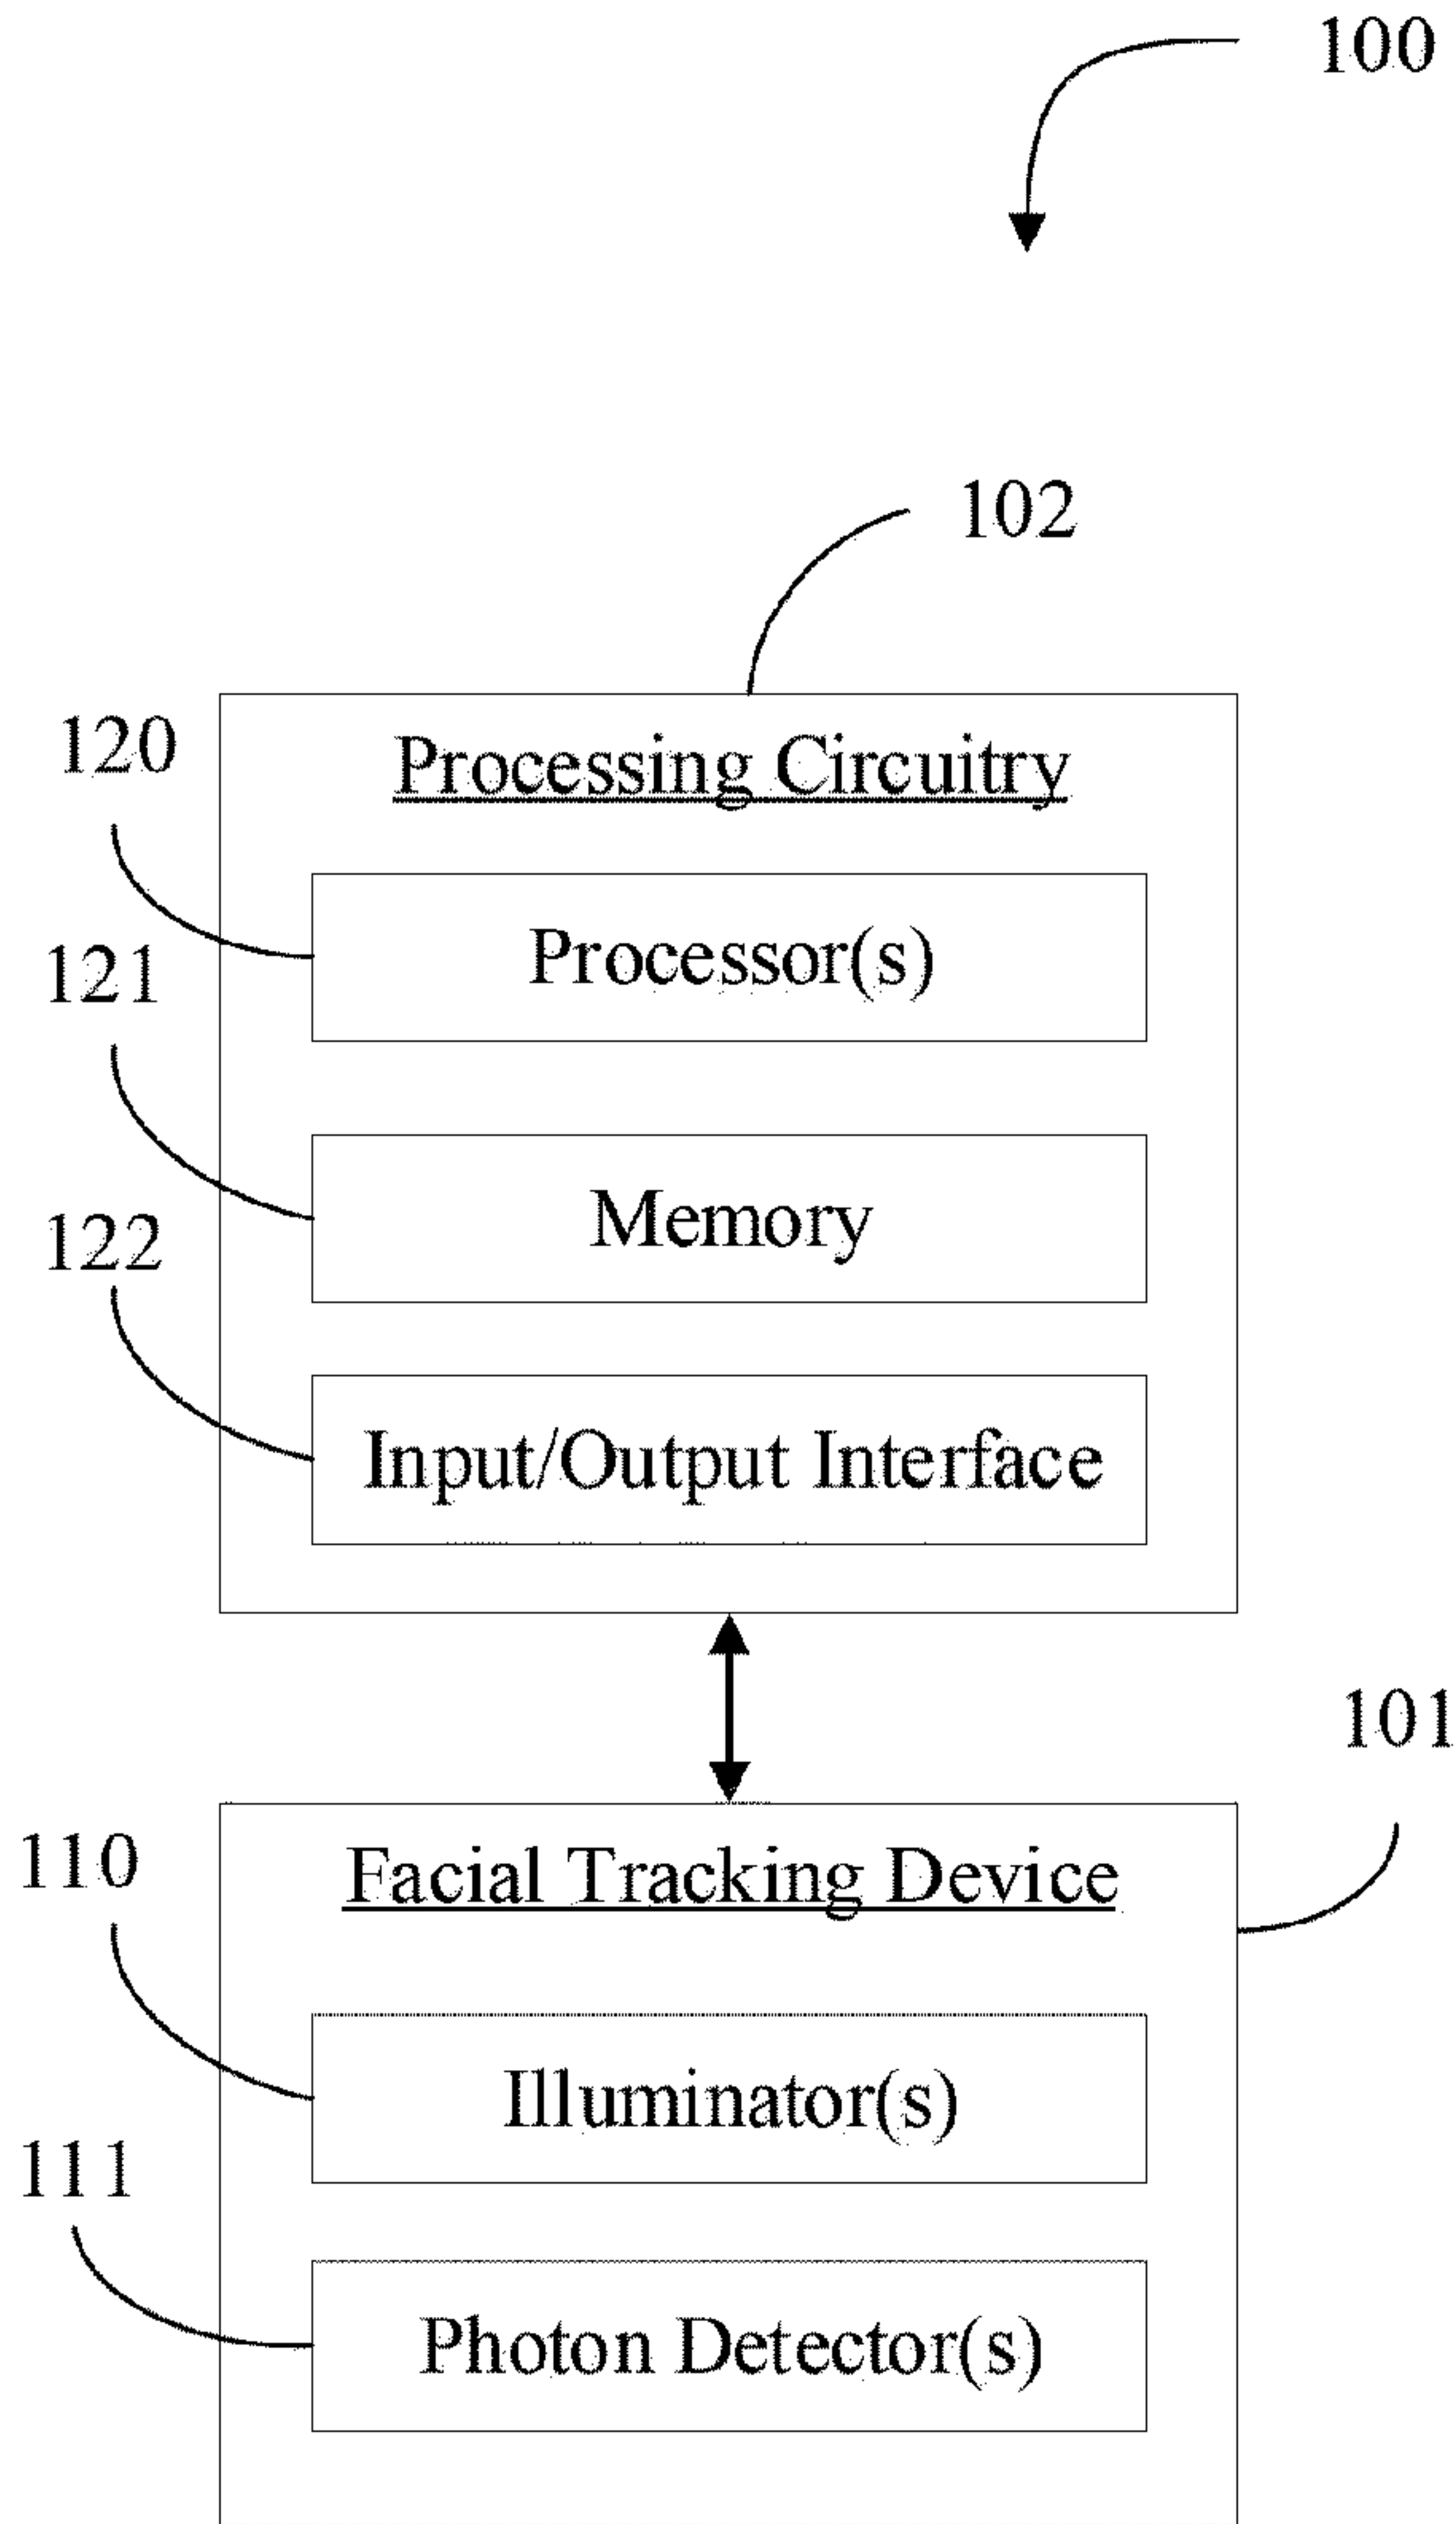 100
102
120
Processing Circuitry
Processor(s)
121
Memory
122
Input/Output Interface
101
110
Facial Tracking Device
Illuminator(s)
111
Photon Detector(s)